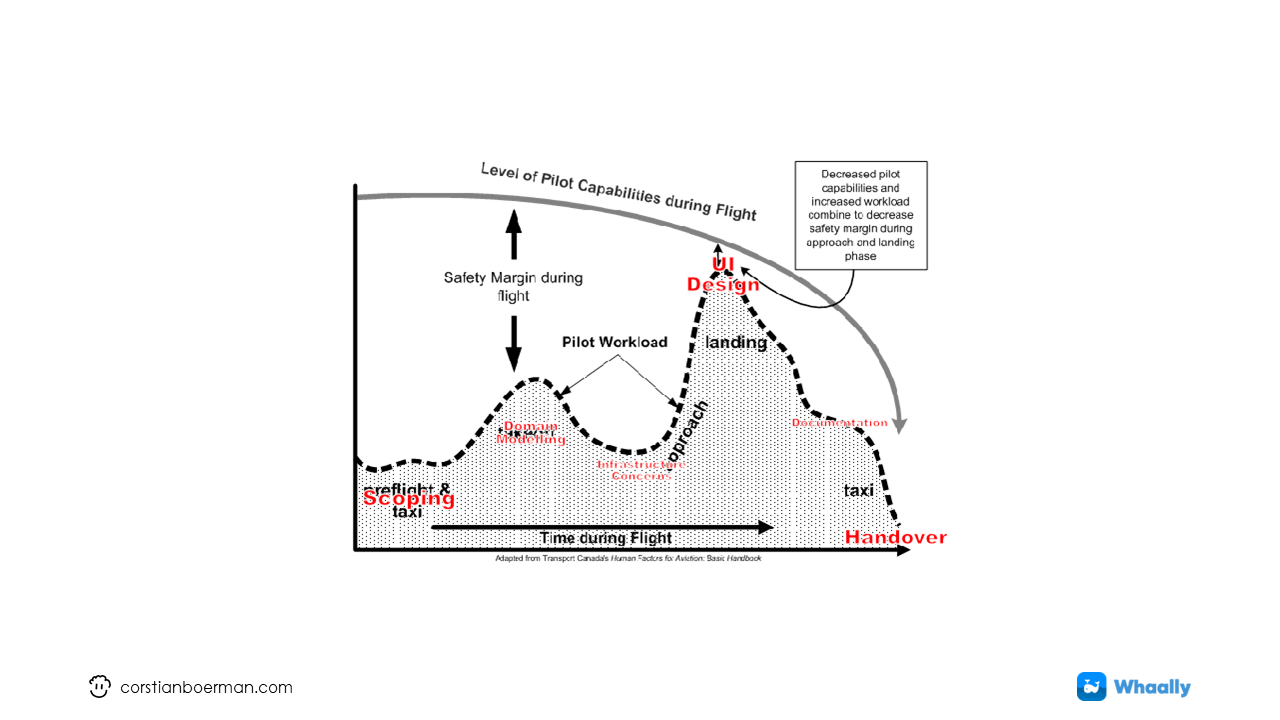 Level of Pilot Capabilities during Flight
Decreased pilot
capabilities and
increased workload
combine to decrease
safety margin during
approach and landing
phase
Safety Margin during
flight
UI
Design
Pilot Workload
landing
Domain
Modelling
approach
Infrastructure
Concerns
Documentation
preflight &
taxi
Scoping
taxi
Time during Flight
Handover
Adapted from Transport Canada's Human Factors for Aviation: Basic Handbook
corstianboerman.com
Whaally